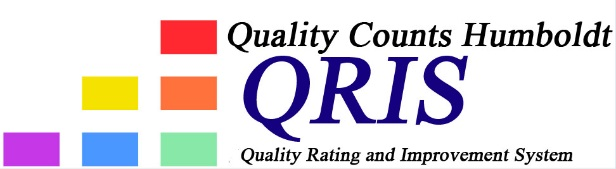 Quality Counts Humboldt
QRIS
Quality Rating and Improvement System